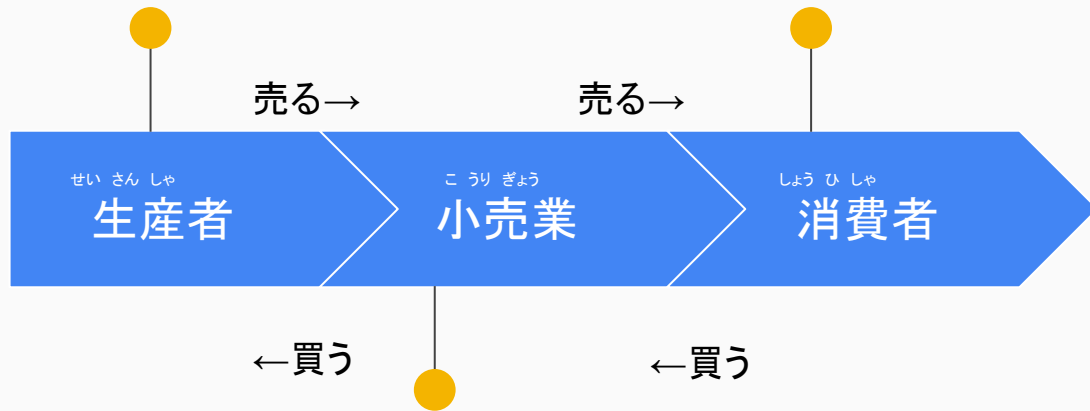 売る→ 売る→
せい さん しゃ こ うり ぎょう しょう ひ しゃ
生産者 小売業 消費者
←買う ←買う